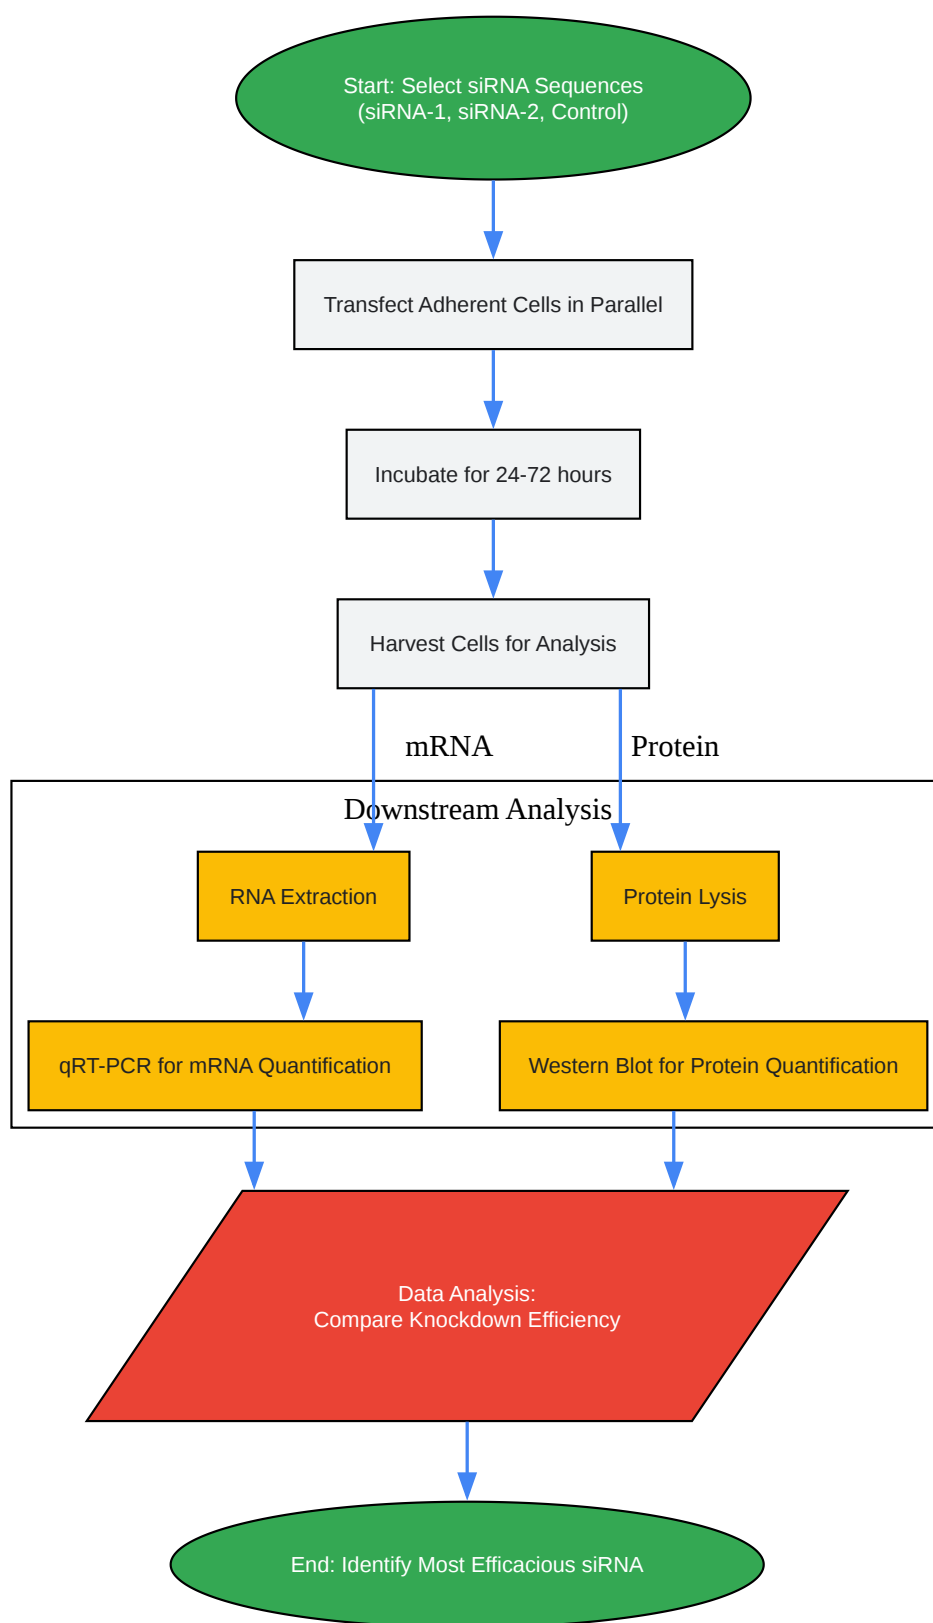 Start: Select siRNA Sequences
(siRNA-1, siRNA-2, Control)
Transfect Adherent Cells in Parallel
Incubate for 24-72 hours
Harvest Cells for Analysis
mRNA
Protein
Downstream Analysis
RNA Extraction
Protein Lysis
qRT-PCR for mRNA Quantification
Western Blot for Protein Quantification
Data Analysis:
Compare Knockdown Efficiency
End: Identify Most Efficacious siRNA